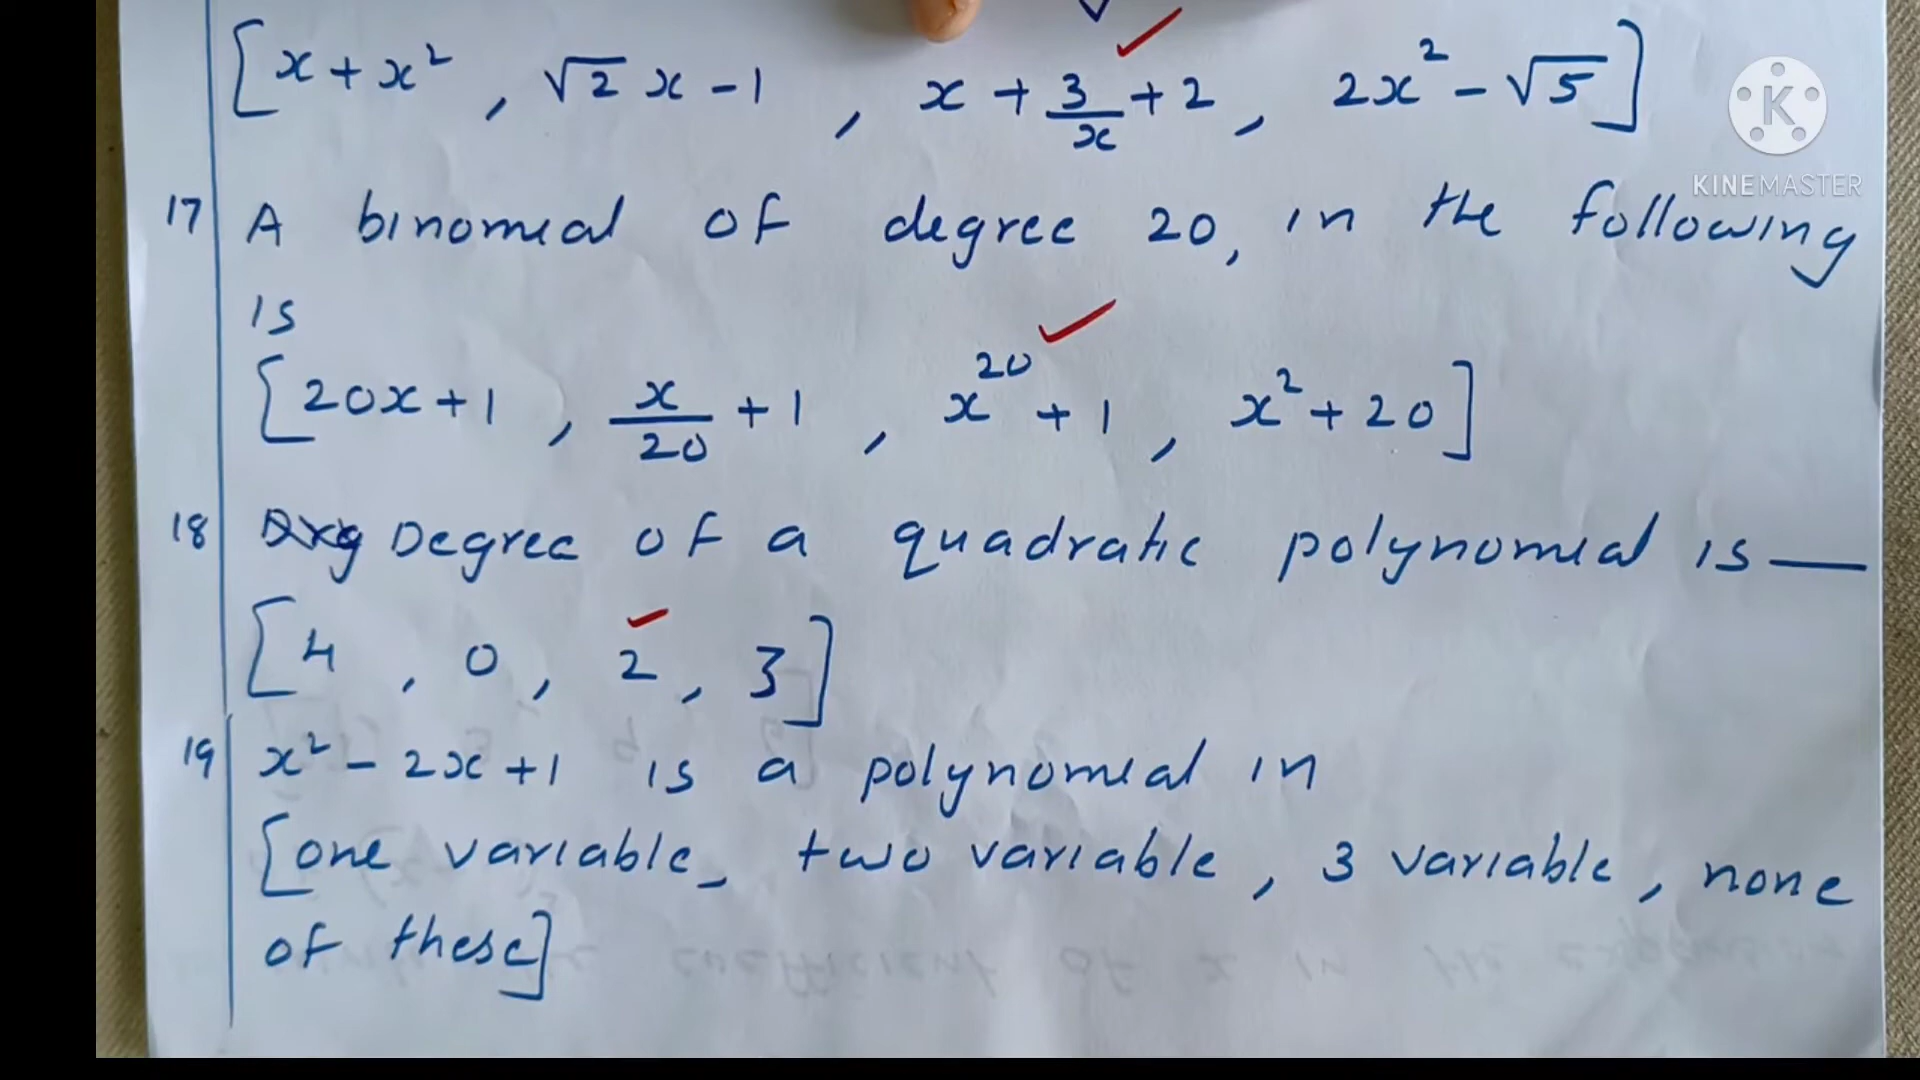 [x + x², √2 x - 1, x + 3/x + 2, 2x² - √5]
KINEMASTER
17 A binomial of degree 20, in the following
is
[20x + 1, x/20 + 1, x²⁰ + 1, x² + 20]
18 Degree of a quadratic polynomial is —
[4, 0, 2, 3]
19 x² - 2x + 1 is a polynomial in
[one variable, two variable, 3 variable, none
of these]